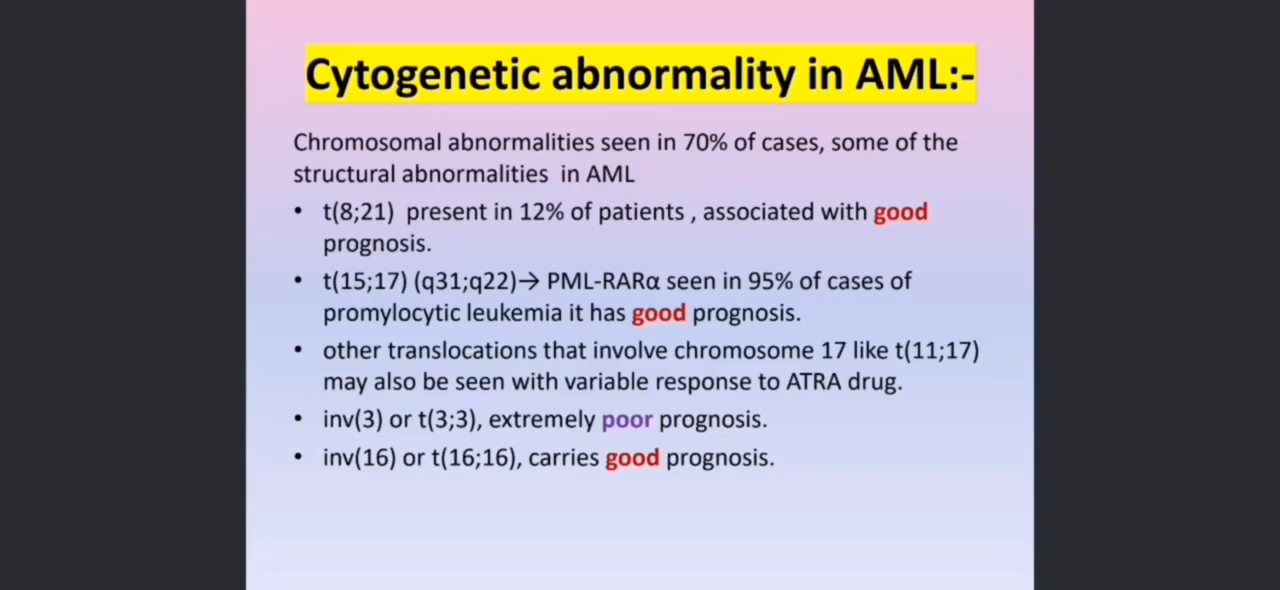 Cytogenetic abnormality in AML:-
Chromosomal abnormalities seen in 70% of cases, some of the
structural abnormalities in AML
• t(8;21) present in 12% of patients , associated with good
prognosis.
• t(15;17) (q31;q22)→ PML-RARα seen in 95% of cases of
promylocytic leukemia it has good prognosis.
• other translocations that involve chromosome 17 like t(11;17)
may also be seen with variable response to ATRA drug.
• inv(3) or t(3;3), extremely poor prognosis.
• inv(16) or t(16;16), carries good prognosis.